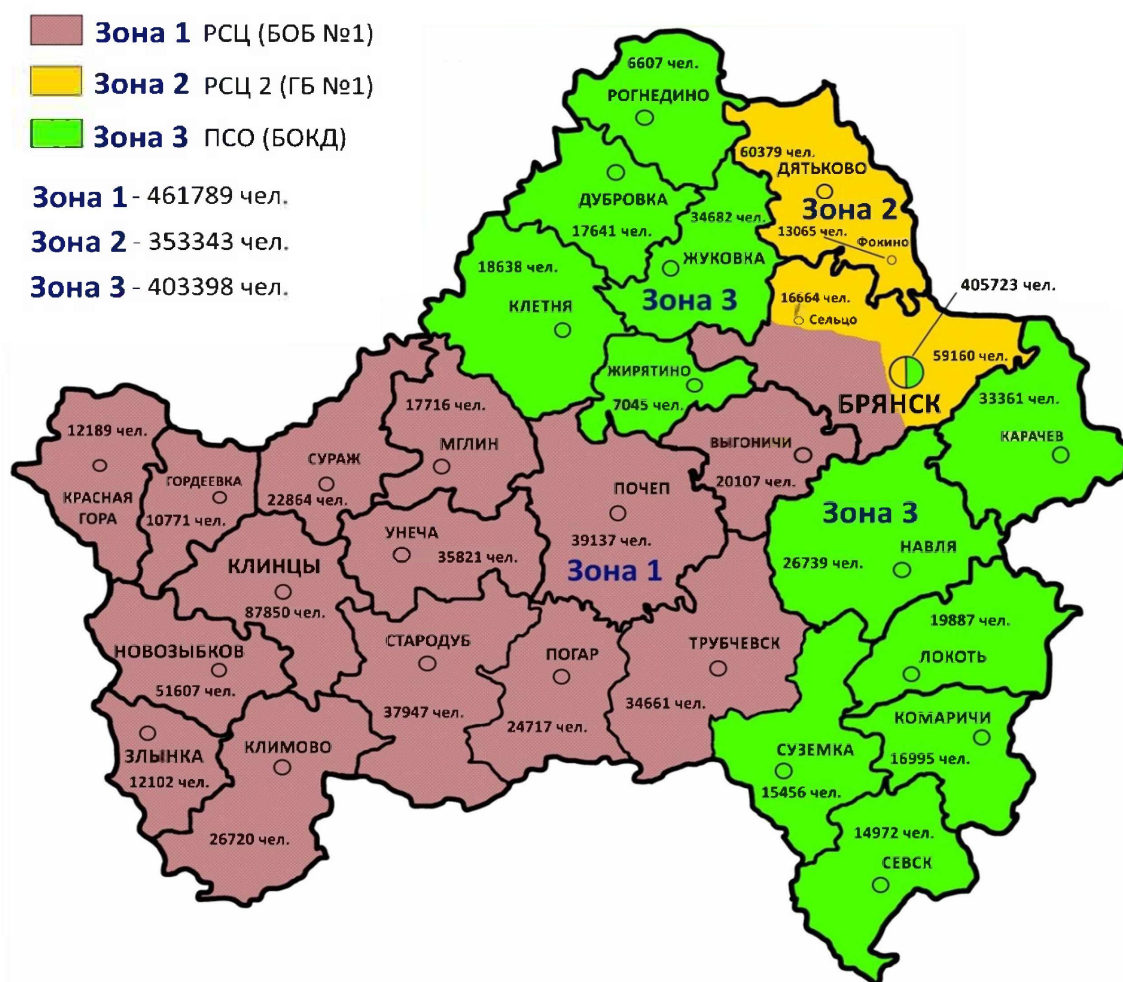 Зона 1 РСЦ (БОБ №1)
Зона 2 РСЦ 2 (ГБ №1)
Зона 3 ПСО (БОКД)
Зона 1 - 461789 чел.
Зона 2 - 353343 чел.
Зона 3 - 403398 чел.
6607 чел.
РОГНЕДИНО
60379 чел.
ДЯТЬКОВО
Зона 2
13065 чел.
Фокино
ДУБРОВКА
17641 чел.
34682 чел.
ЖУКОВКА
Зона 3
18638 чел.
КЛЕТНЯ
16664 чел.
Сельцо
405723 чел.
59160 чел.
БРЯНСК
ЖИРЯТИНО
7045 чел.
33361 чел.
КАРАЧЕВ
12189 чел.
КРАСНАЯ
ГОРА
ГОРДЕЕВКА
10771 чел.
СУРАЖ
22864 чел.
17716 чел.
МГЛИН
ВЫГОНИЧИ
20107 чел.
ПОЧЕП
39137 чел.
Зона 1
УНЕЧА
35821 чел.
КЛИНЦЫ
87850 чел.
Зона 3
НАВЛЯ
26739 чел.
НОВОЗЫБКОВ
51607 чел.
СТАРОДУБ
37947 чел.
ПОГАР
24717 чел.
ТРУБЧЕВСК
34661 чел.
19887 чел.
ЛОКОТЬ
ЗЛЫНКА
12102 чел.
КЛИМОВО
26720 чел.
СУЗЕМКА
15456 чел.
КОМАРИЧИ
16995 чел.
14972 чел.
СЕВСК